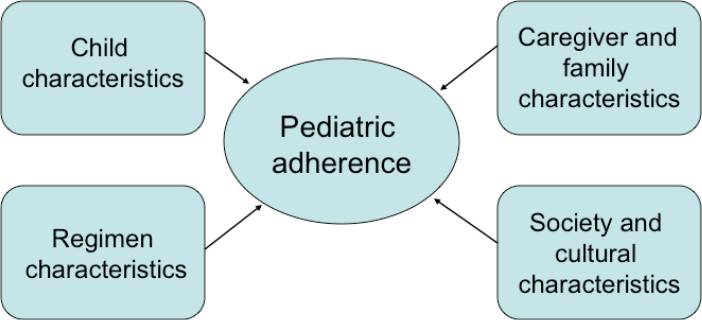 Child
characteristics
Caregiver and
family
characteristics
Pediatric
adherence
Regimen
characteristics
Society and
cultural
characteristics